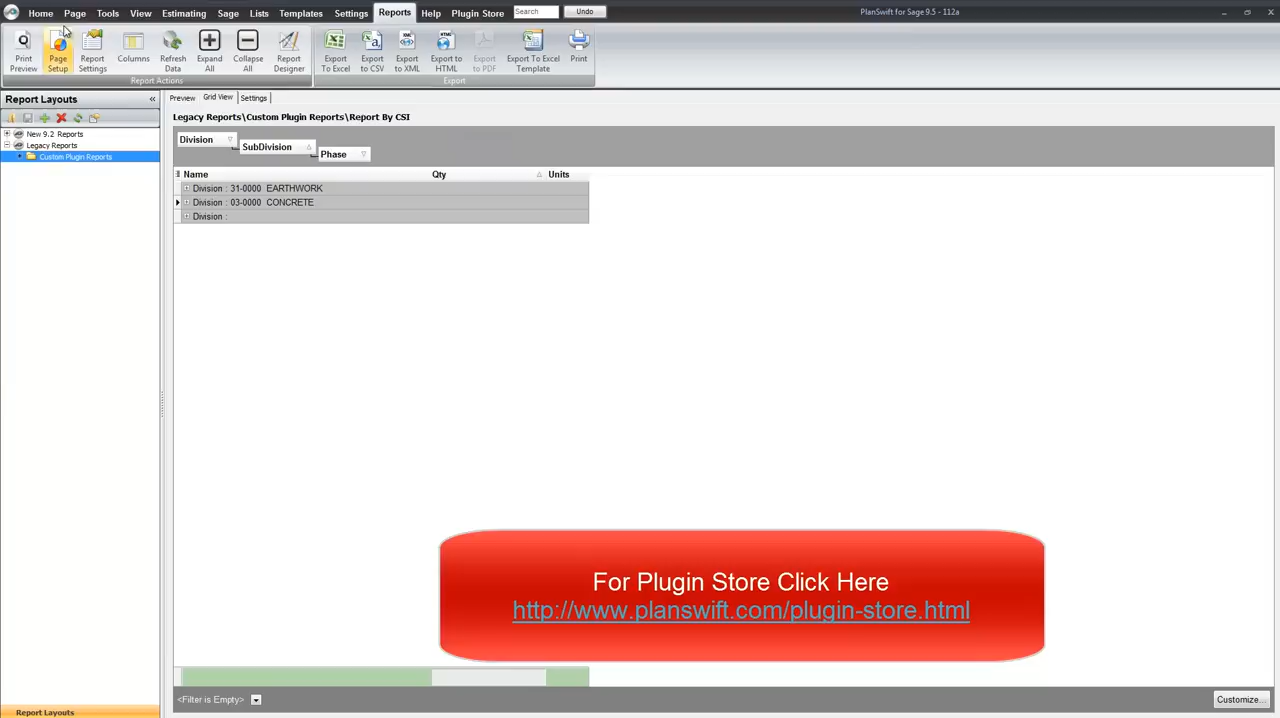 Home Page Tools View Estimating Sage Lists Templates Settings Reports Help Plugin Store Search Undo PlanSwift for Sage 9.5 - 112a
Print Preview Page Setup Report Settings Columns Refresh Data Expand All Collapse All Report Designer Export To Excel Export to CSV Export to XML Export to HTML Export to PDF Export To Excel Template Print
Report Actions Export
Report Layouts «
Preview Grid View Settings
Legacy Reports\Custom Plugin Reports\Report By CSI
New 9.2 Reports
Legacy Reports
Custom Plugin Reports
Division
SubDivision
Phase
Name Qty Units
Division : 31-0000 EARTHWORK
Division : 03-0000 CONCRETE
Division :
For Plugin Store Click Here
http://www.planswift.com/plugin-store.html
<Filter is Empty> Customize...
Report Layouts